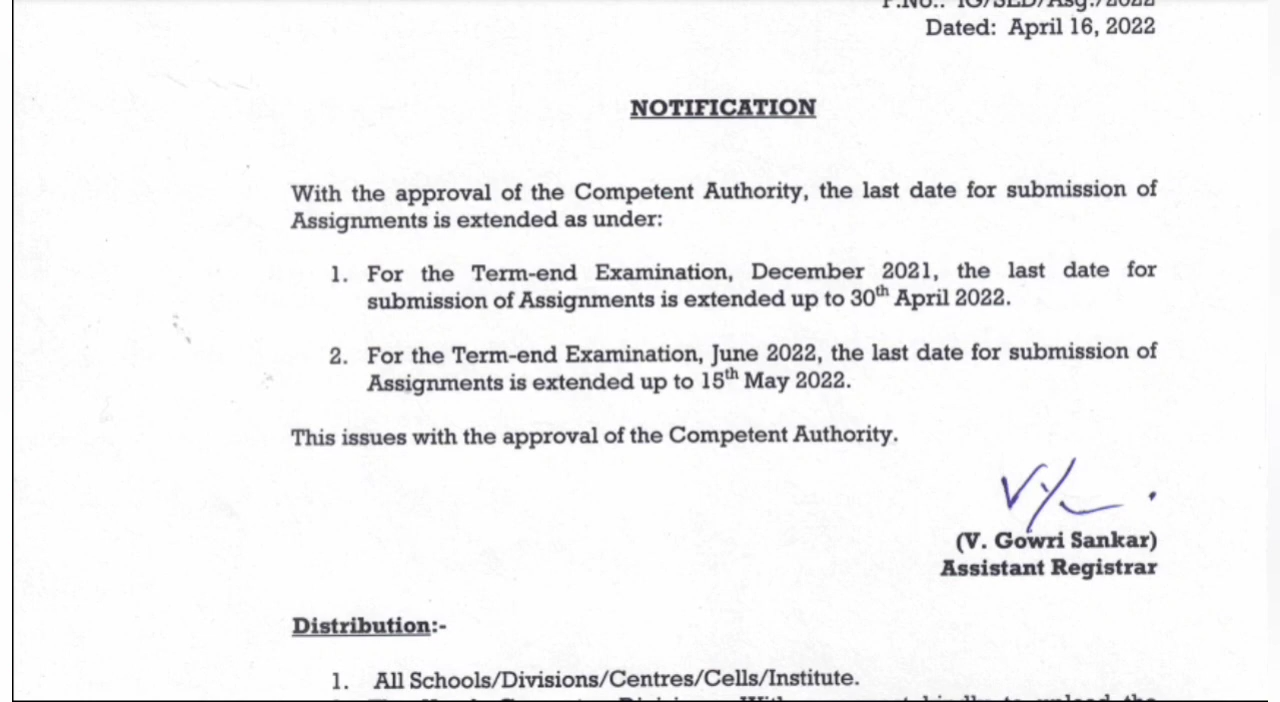 Dated: April 16, 2022
NOTIFICATION
With the approval of the Competent Authority, the last date for submission of
Assignments is extended as under:
1. For the Term-end Examination, December 2021, the last date for
submission of Assignments is extended up to 30th April 2022.
2. For the Term-end Examination, June 2022, the last date for submission of
Assignments is extended up to 15th May 2022.
This issues with the approval of the Competent Authority.
(V. Gowri Sankar)
Assistant Registrar
Distribution:-
1. All Schools/Divisions/Centres/Cells/Institute.